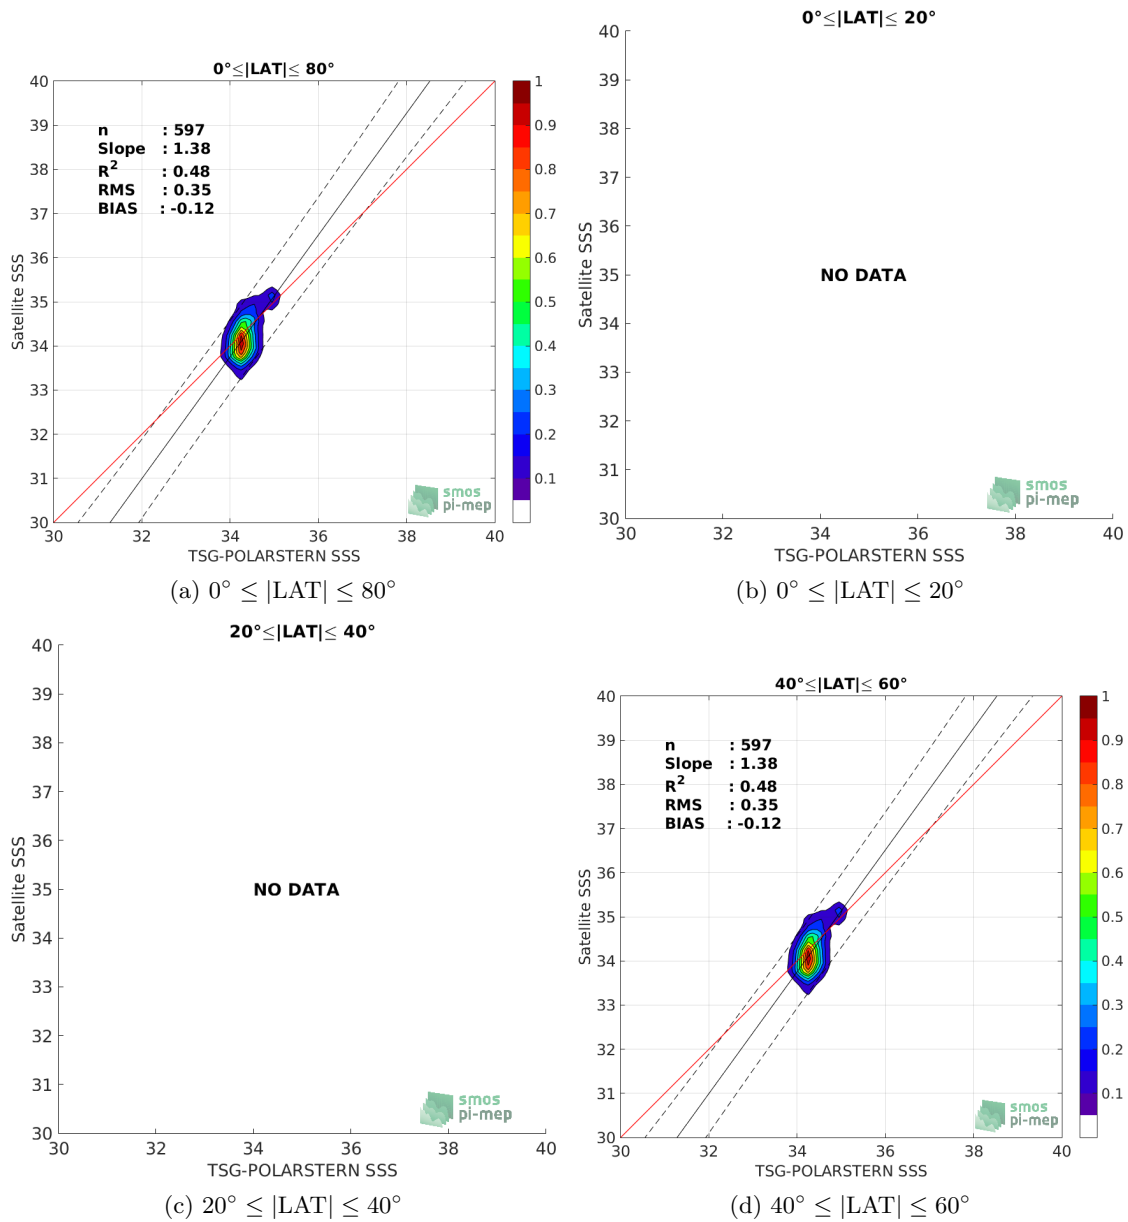 0°≤|LAT|≤ 80°
40
39
38
37
36
35
34
33
32
31
30
Satellite SSS
n : 597
Slope : 1.38
R² : 0.48
RMS : 0.35
BIAS : -0.12
1
0.9
0.8
0.7
0.6
0.5
0.4
0.3
0.2
0.1
smos
pi-mep
30 32 34 36 38 40
TSG-POLARSTERN SSS
(a) 0° ≤ |LAT| ≤ 80°
0°≤|LAT|≤ 20°
40
39
38
37
36
35
34
33
32
31
30
Satellite SSS
NO DATA
smos
pi-mep
30 32 34 36 38 40
TSG-POLARSTERN SSS
(b) 0° ≤ |LAT| ≤ 20°
20°≤|LAT|≤ 40°
40
39
38
37
36
35
34
33
32
31
30
Satellite SSS
NO DATA
smos
pi-mep
30 32 34 36 38 40
TSG-POLARSTERN SSS
(c) 20° ≤ |LAT| ≤ 40°
40°≤|LAT|≤ 60°
40
39
38
37
36
35
34
33
32
31
30
Satellite SSS
n : 597
Slope : 1.38
R² : 0.48
RMS : 0.35
BIAS : -0.12
1
0.9
0.8
0.7
0.6
0.5
0.4
0.3
0.2
0.1
smos
pi-mep
30 32 34 36 38 40
TSG-POLARSTERN SSS
(d) 40° ≤ |LAT| ≤ 60°